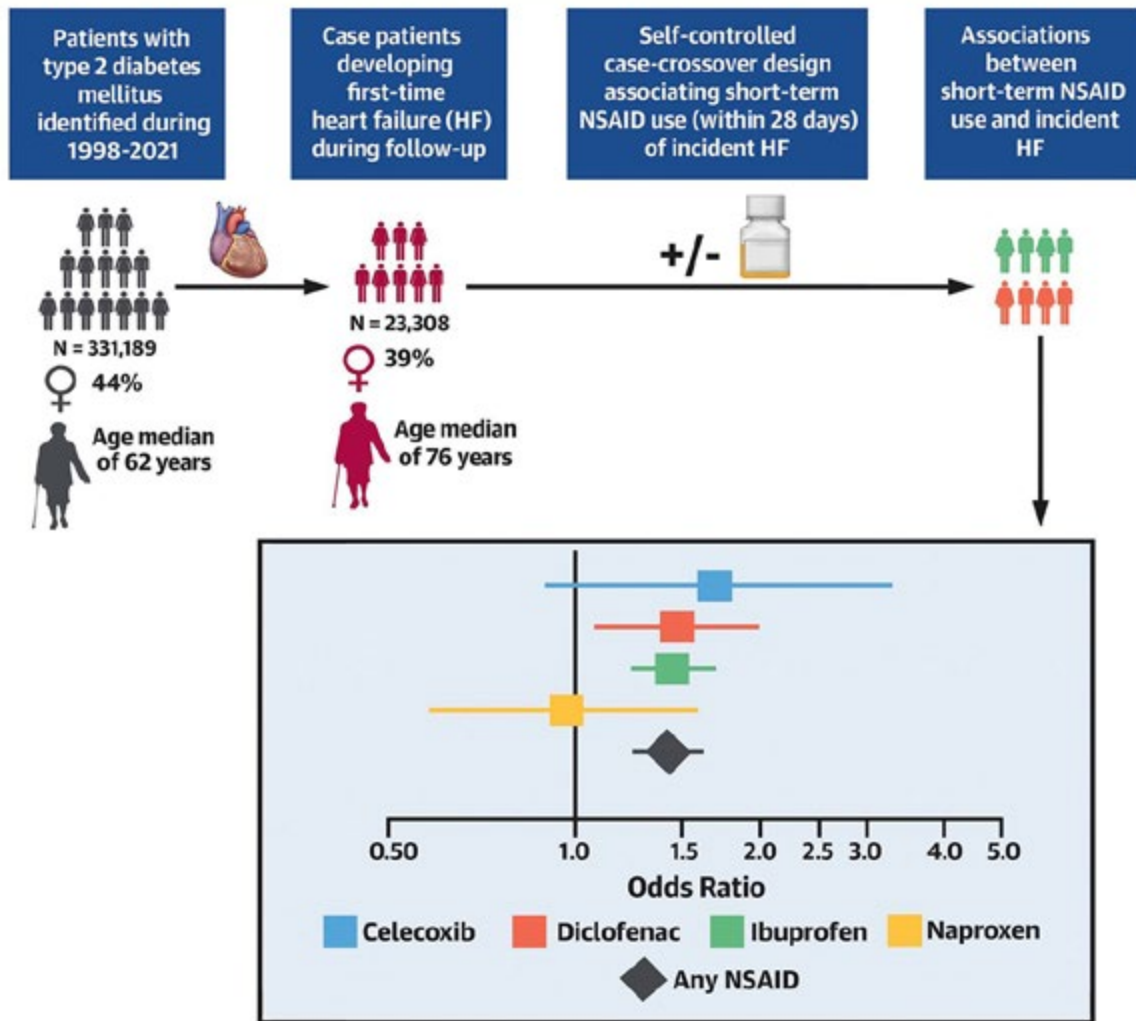 Patients with
type 2 diabetes
mellitus
identified during
1998-2021
Case patients
developing
first-time
heart failure (HF)
during follow-up
Self-controlled
case-crossover design
associating short-term
NSAID use (within 28 days)
of incident HF
Associations
between
short-term NSAID
use and incident
HF
N = 331,189
44%
Age median
of 62 years
N = 23,308
39%
Age median
of 76 years
+/-
0.50 1.0 1.5 2.0 2.5 3.0 4.0 5.0
Odds Ratio
Celecoxib Diclofenac Ibuprofen Naproxen
Any NSAID